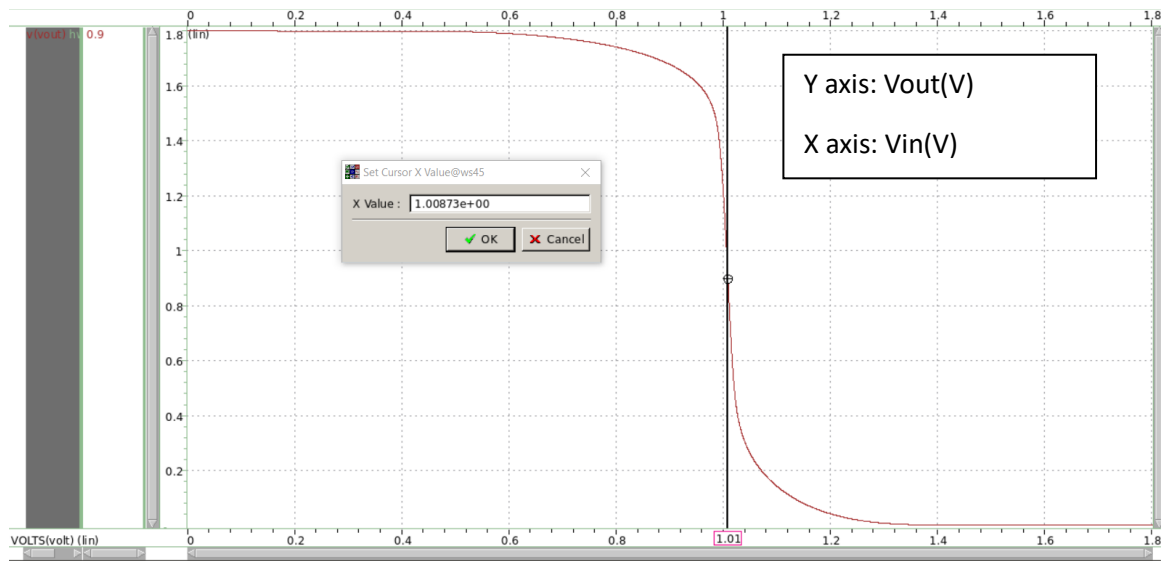 0 0.2 0.4 0.6 0.8 1 1.2 1.4 1.6 1.8
v(vout) 0.9
1.8 (lin)
1.6
1.4
1.2
1
0.8
0.6
0.4
0.2
Y axis: Vout(V)
X axis: Vin(V)
Set Cursor X Value@ws45
X Value : 1.00873e+00
OK Cancel
VOLTS(volt) (lin) 0 0.2 0.4 0.6 0.8 1.01 1.2 1.4 1.6 1.8